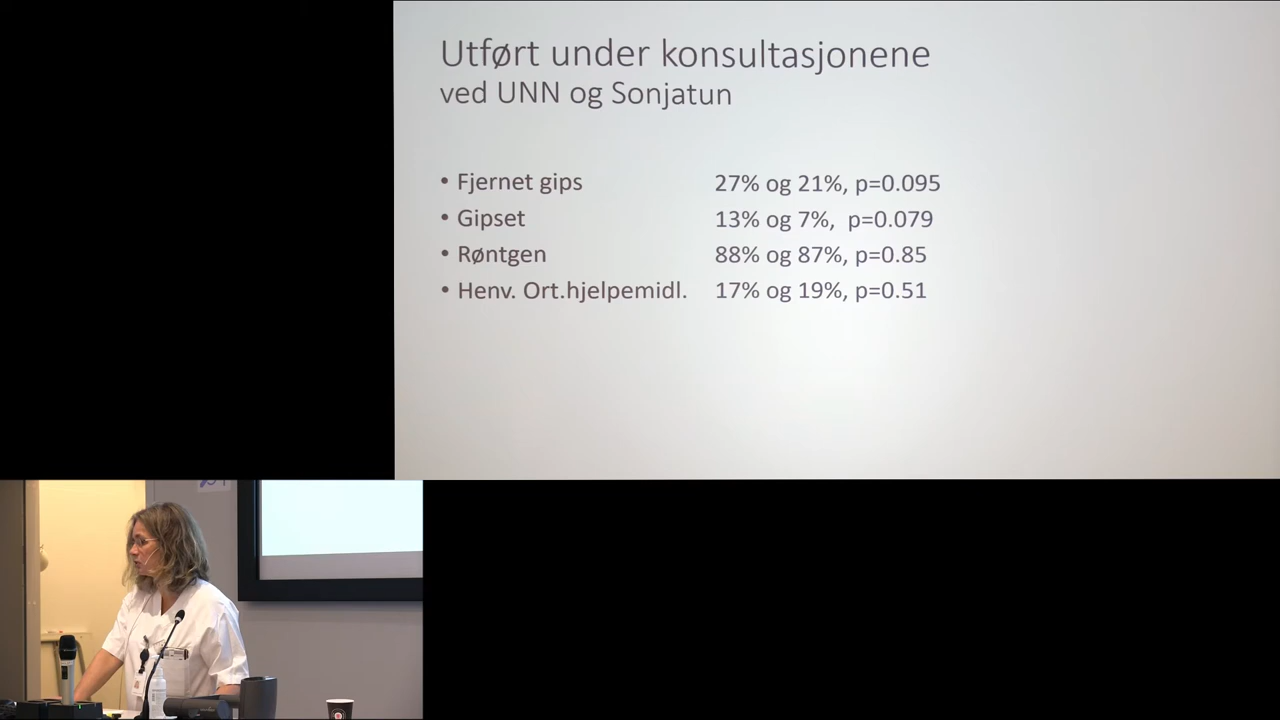 Utført under konsultasjonene
ved UNN og Sonjatun
• Fjernet gips 27% og 21%, p=0.095
• Gipset 13% og 7%, p=0.079
• Røntgen 88% og 87%, p=0.85
• Henv. Ort.hjelpemidl. 17% og 19%, p=0.51